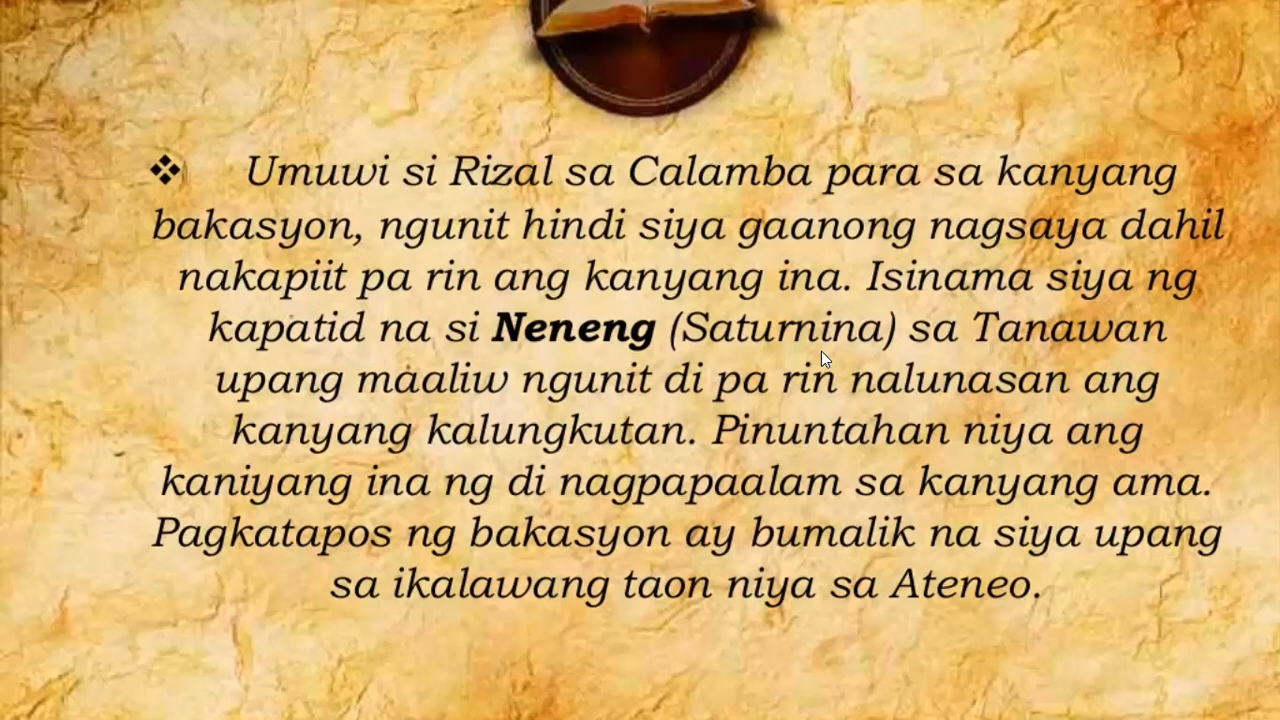 ❖ Umuwi si Rizal sa Calamba para sa kanyang
bakasyon, ngunit hindi siya gaanong nagsaya dahil
nakapiit pa rin ang kanyang ina. Isinama siya ng
kapatid na si Neneng (Saturnina) sa Tanawan
upang maaliw ngunit di pa rin nalunasan ang
kanyang kalungkutan. Pinuntahan niya ang
kaniyang ina ng di nagpapaalam sa kanyang ama.
Pagkatapos ng bakasyon ay bumalik na siya upang
sa ikalawang taon niya sa Ateneo.